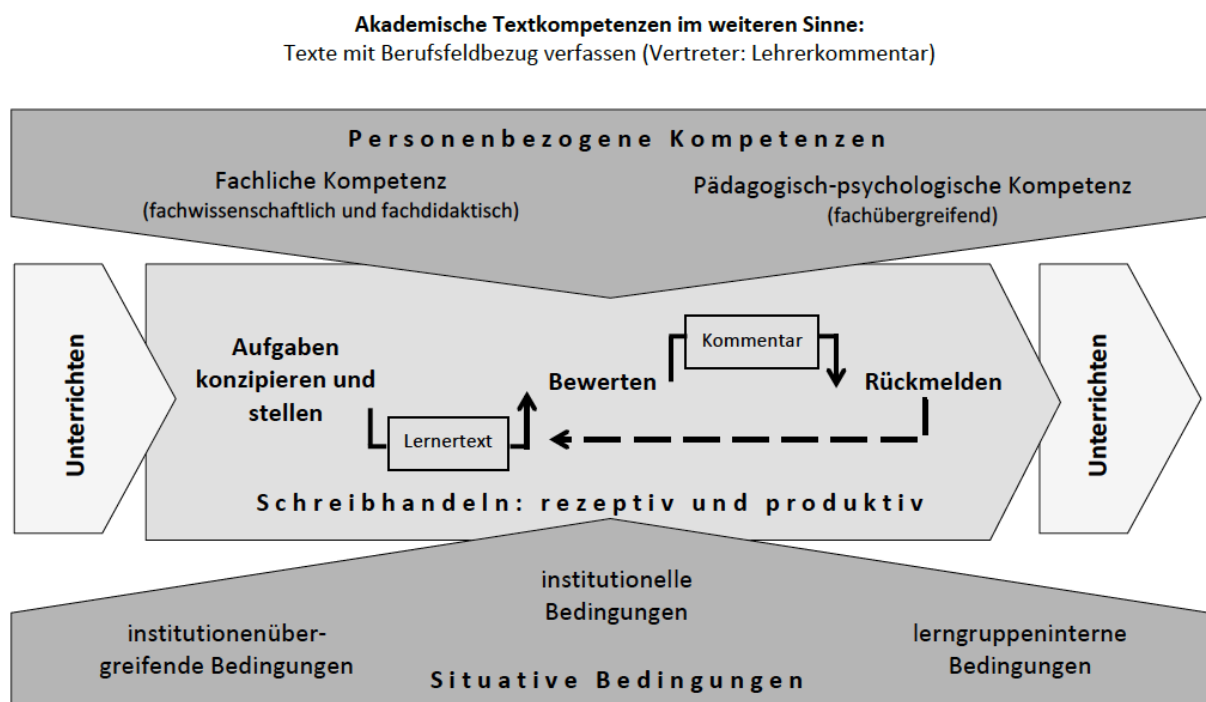 Akademische Textkompetenzen im weiteren Sinne:
Texte mit Berufsfeldbezug verfassen (Vertreter: Lehrerkommentar)
Personenbezogene Kompetenzen
Fachliche Kompetenz
(fachwissenschaftlich und fachdidaktisch)
Pädagogisch-psychologische Kompetenz
(fachübergreifend)
Unterrichten
Aufgaben
konzipieren und
stellen
Lernertext
Bewerten
Kommentar
Rückmelden
Unterrichten
Schreibhandeln: rezeptiv und produktiv
institutionenüber-
greifende Bedingungen
institutionelle
Bedingungen
lerngruppeninterne
Bedingungen
Situative Bedingungen